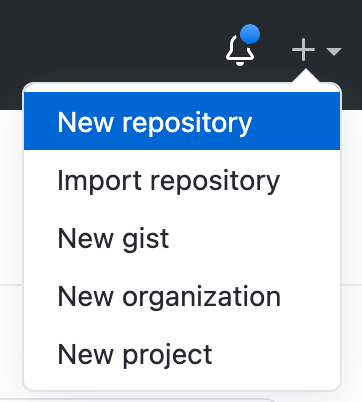 New repository
Import repository
New gist
New organization
New project